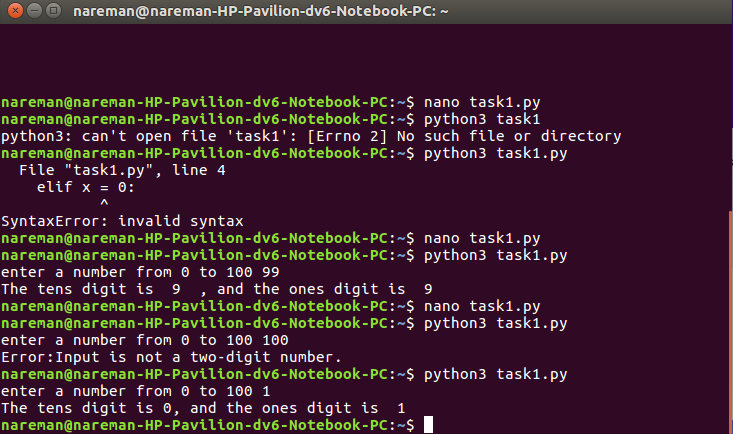 nareman@nareman-HP-Pavilion-dv6-Notebook-PC: ~
nareman@nareman-HP-Pavilion-dv6-Notebook-PC:~$ nano task1.py
nareman@nareman-HP-Pavilion-dv6-Notebook-PC:~$ python3 task1
python3: can't open file 'task1': [Errno 2] No such file or directory
nareman@nareman-HP-Pavilion-dv6-Notebook-PC:~$ python3 task1.py
  File "task1.py", line 4
    elif x = 0:
           ^
SyntaxError: invalid syntax
nareman@nareman-HP-Pavilion-dv6-Notebook-PC:~$ nano task1.py
nareman@nareman-HP-Pavilion-dv6-Notebook-PC:~$ python3 task1.py
enter a number from 0 to 100 99
The tens digit is  9  , and the ones digit is  9
nareman@nareman-HP-Pavilion-dv6-Notebook-PC:~$ nano task1.py
nareman@nareman-HP-Pavilion-dv6-Notebook-PC:~$ python3 task1.py
enter a number from 0 to 100 100
Error:Input is not a two-digit number.
nareman@nareman-HP-Pavilion-dv6-Notebook-PC:~$ python3 task1.py
enter a number from 0 to 100 1
The tens digit is 0, and the ones digit is  1
nareman@nareman-HP-Pavilion-dv6-Notebook-PC:~$